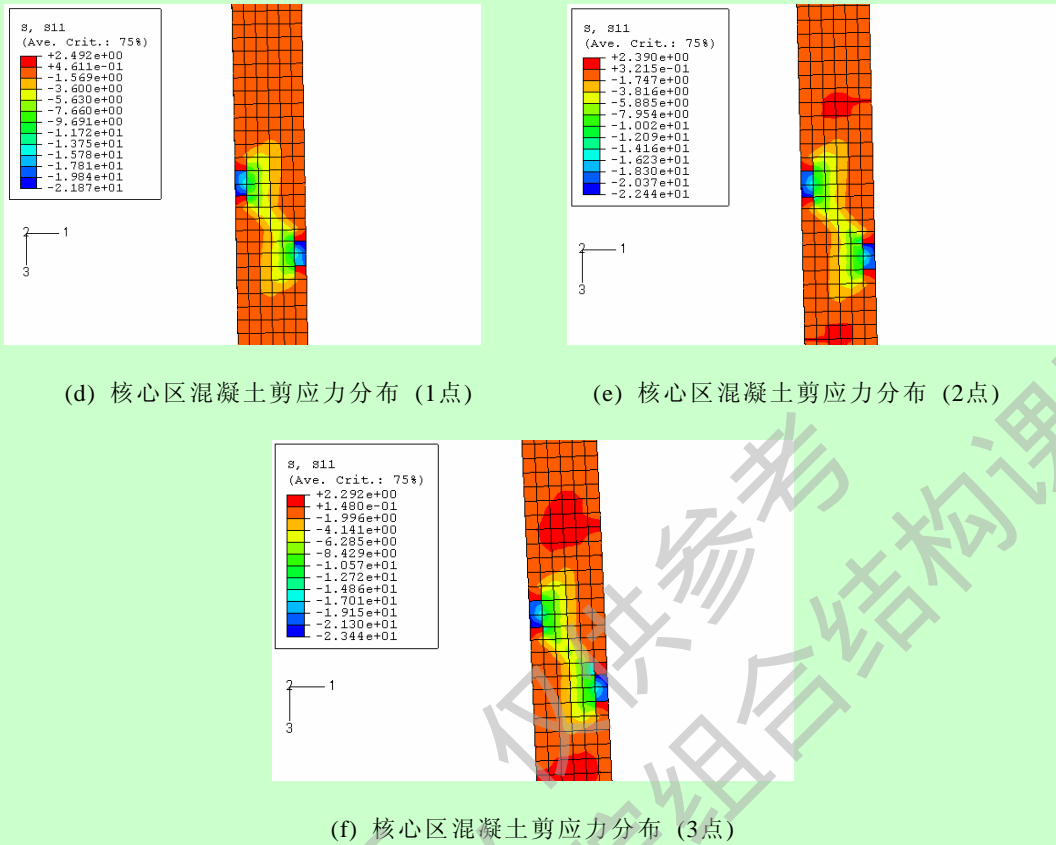 S, S11
(Ave. Crit.: 75%)
+2.492e+00
+4.611e-01
-1.569e+00
-3.600e+00
-5.630e+00
-7.660e+00
-9.691e+00
-1.172e+01
-1.375e+01
-1.578e+01
-1.781e+01
-1.984e+01
-2.187e+01
2 1
3
S, S11
(Ave. Crit.: 75%)
+2.390e+00
+3.215e-01
-1.747e+00
-3.816e+00
-5.885e+00
-7.954e+00
-1.002e+01
-1.209e+01
-1.416e+01
-1.623e+01
-1.830e+01
-2.037e+01
-2.244e+01
2 1
3
(d) 核心区混凝土剪应力分布 (1点)
(e) 核心区混凝土剪应力分布 (2点)
S, S11
(Ave. Crit.: 75%)
+2.292e+00
+1.480e-01
-1.996e+00
-4.141e+00
-6.285e+00
-8.429e+00
-1.057e+01
-1.272e+01
-1.486e+01
-1.701e+01
-1.915e+01
-2.130e+01
-2.344e+01
2 1
3
(f) 核心区混凝土剪应力分布 (3点)
仅供参考
组合结构课